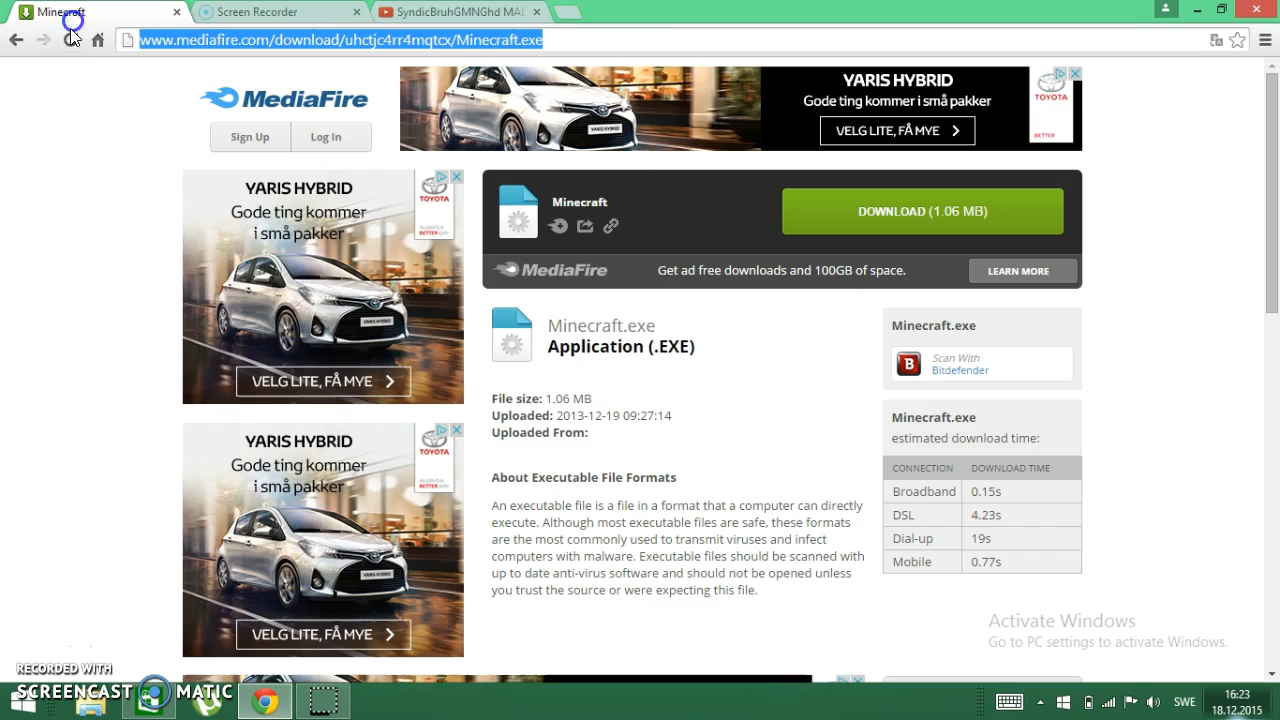 Minecraft
Screen Recorder
SyndicBruhGMNGhd MAD
www.mediafire.com/download/uhctjc4rr4mqtcx/Minecraft.exe
MediaFire
Sign Up
Log In
YARIS HYBRID
Gode ting kommer i små pakker
VELG LITE, FÅ MYE
TOYOTA
BETTER
YARIS HYBRID
Gode ting kommer
i små pakker
VELG LITE, FÅ MYE
TOYOTA
ALWAYS A
BETTER WAY
Minecraft
DOWNLOAD (1.06 MB)
MediaFire
Get ad free downloads and 100GB of space.
LEARN MORE
Minecraft.exe
Application (.EXE)
File size: 1.06 MB
Uploaded: 2013-12-19 09:27:14
Uploaded From:
About Executable File Formats
An executable file is a file in a format that a computer can directly
execute. Although most executable files are safe, these formats
are the most commonly used to transmit viruses and infect
computers with malware. Executable files should be scanned with
up to date anti-virus software and should not be opened unless
you trust the source or were expecting this file.
Minecraft.exe
B
Scan With
Bitdefender
Minecraft.exe
estimated download time:
CONNECTION DOWNLOAD TIME
Broadband 0.15s
DSL 4.23s
Dial-up 19s
Mobile 0.77s
YARIS HYBRID
Gode ting kommer
i små pakker
VELG LITE, FÅ MYE
TOYOTA
ALWAYS A
BETTER WAY
Activate Windows
Go to PC settings to activate Windows.
RECORDED WITH
SCREENCAST MATIC
SWE
16:23
18.12.2015